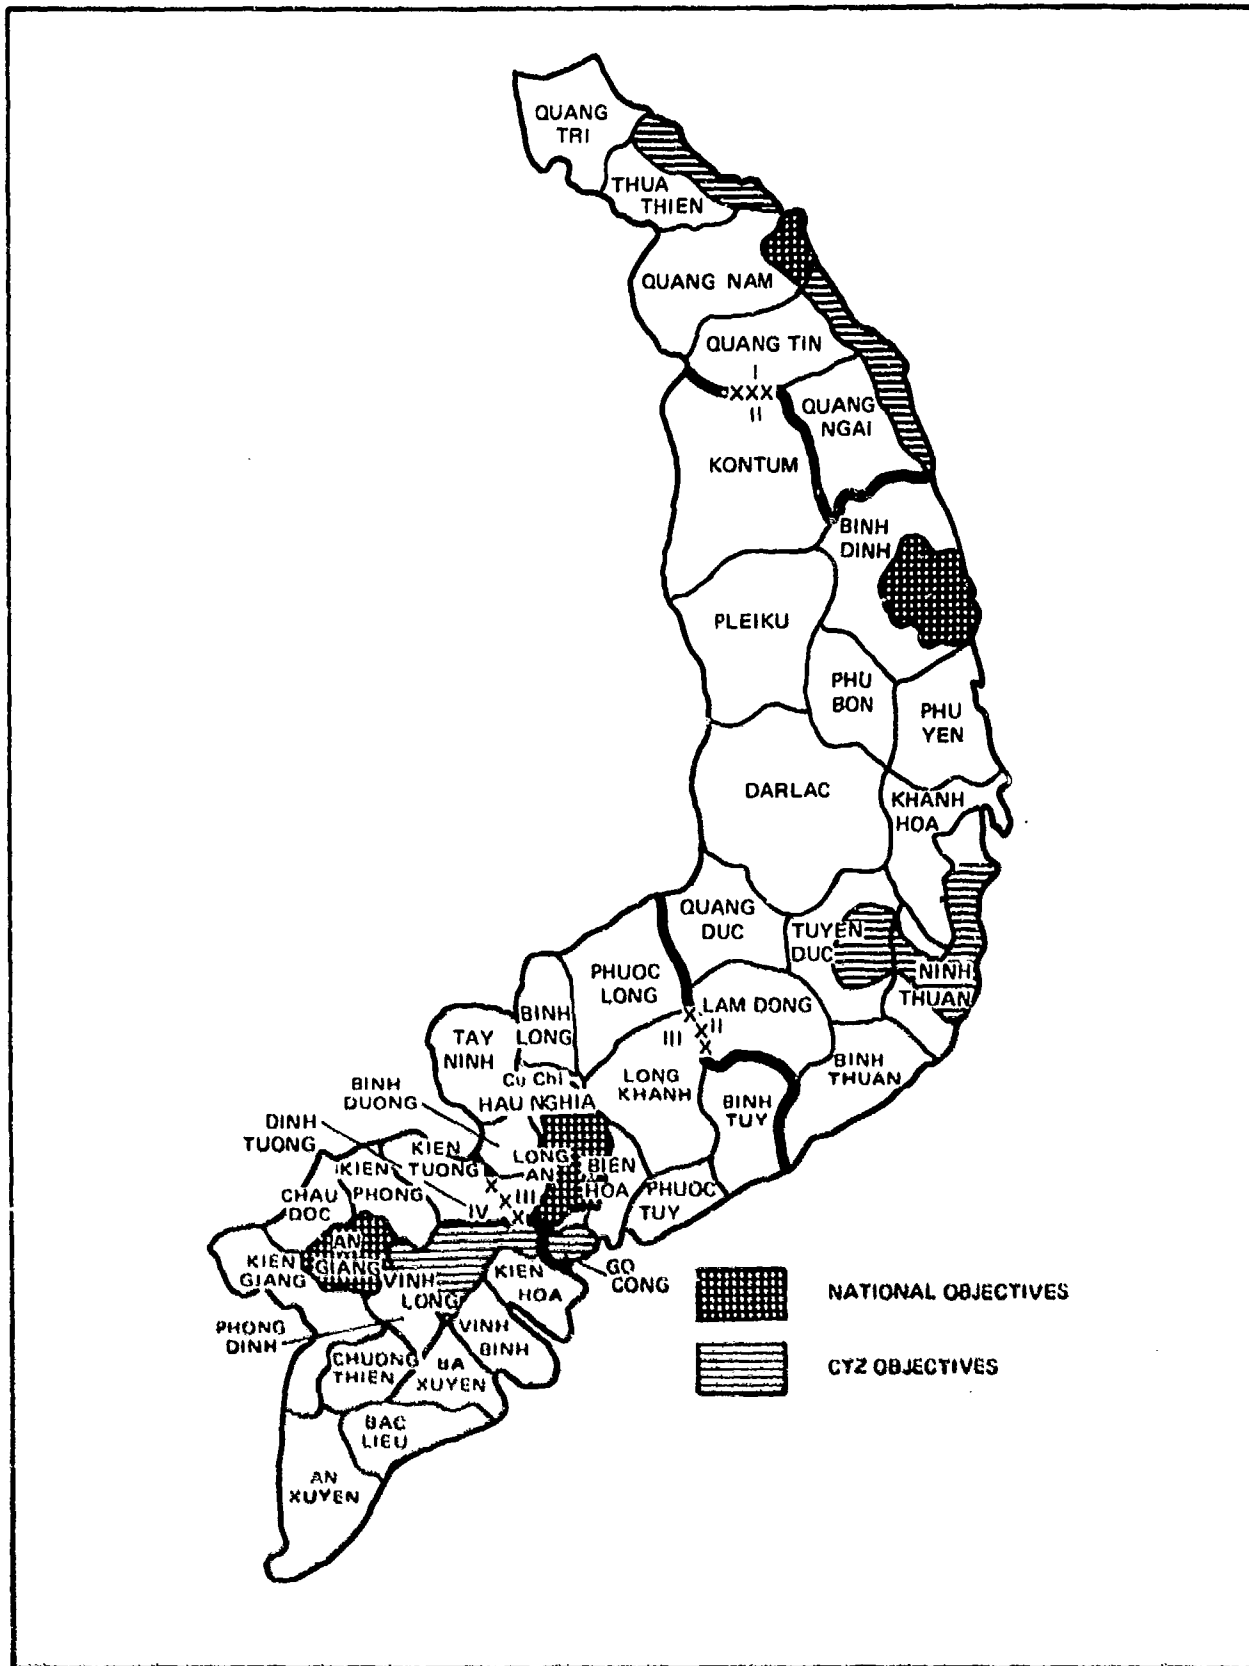 QUANG
TRI
THUA
THIEN
QUANG NAM
QUANG TIN
I
XXX
II
QUANG
NGAI
KONTUM
BINH
DINH
PLEIKU
PHU
BON
PHU
YEN
DARLAC
KHANH
HOA
QUANG
DUC
TUYEN
DUC
NINH
THUAN
PHUOC
LONG
LAM DONG
BINH
LONG
TAY
NINH
X
III
X
II
X
BINH
THUAN
Cu Chi
HAU NGHIA
LONG
KHANH
BINH
TUY
BINH
DUONG
DINH
TUONG
KIEN
TUONG
LONG
AN
BIEN
HOA
KIEN
PHONG
CHAU
DOC
PHUOC
TUY
X
X
III
IV
X
AN
GIANG
KIEN
GIANG
VINH
LONG
KIEN
HOA
GO
CONG
NATIONAL OBJECTIVES
PHONG
DINH
VINH
BINH
CHUONG
THIEN
BA
XUYEN
CTZ OBJECTIVES
BAC
LIEU
AN
XUYEN